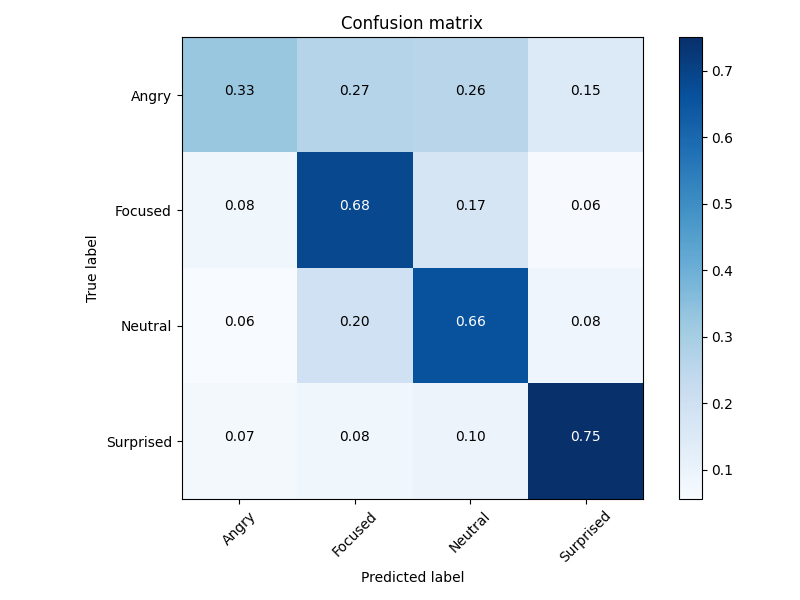 Confusion matrix
Angry 0.33 0.27 0.26 0.15
Focused 0.08 0.68 0.17 0.06
Neutral 0.06 0.20 0.66 0.08
Surprised 0.07 0.08 0.10 0.75
Angry Focused Neutral Surprised
Predicted label
True label
0.7
0.6
0.5
0.4
0.3
0.2
0.1